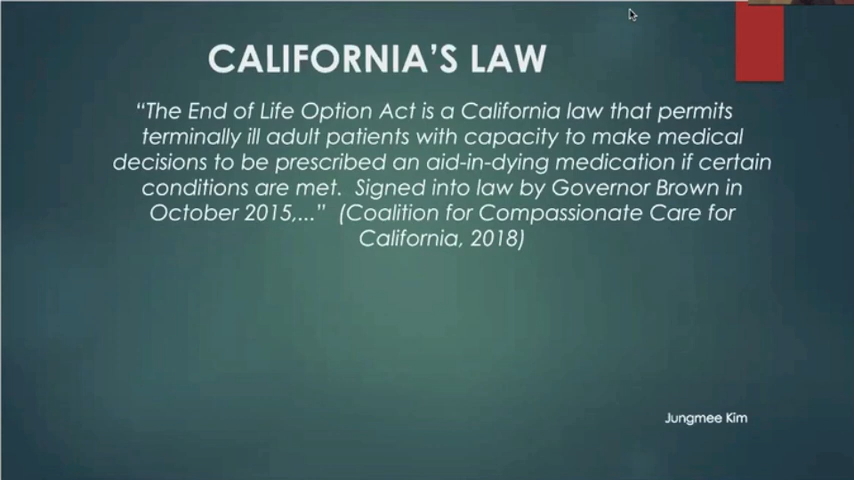 CALIFORNIA’S LAW
“The End of Life Option Act is a California law that permits
terminally ill adult patients with capacity to make medical
decisions to be prescribed an aid-in-dying medication if certain
conditions are met.  Signed into law by Governor Brown in
October 2015,...”  (Coalition for Compassionate Care for
California, 2018)
Jungmee Kim